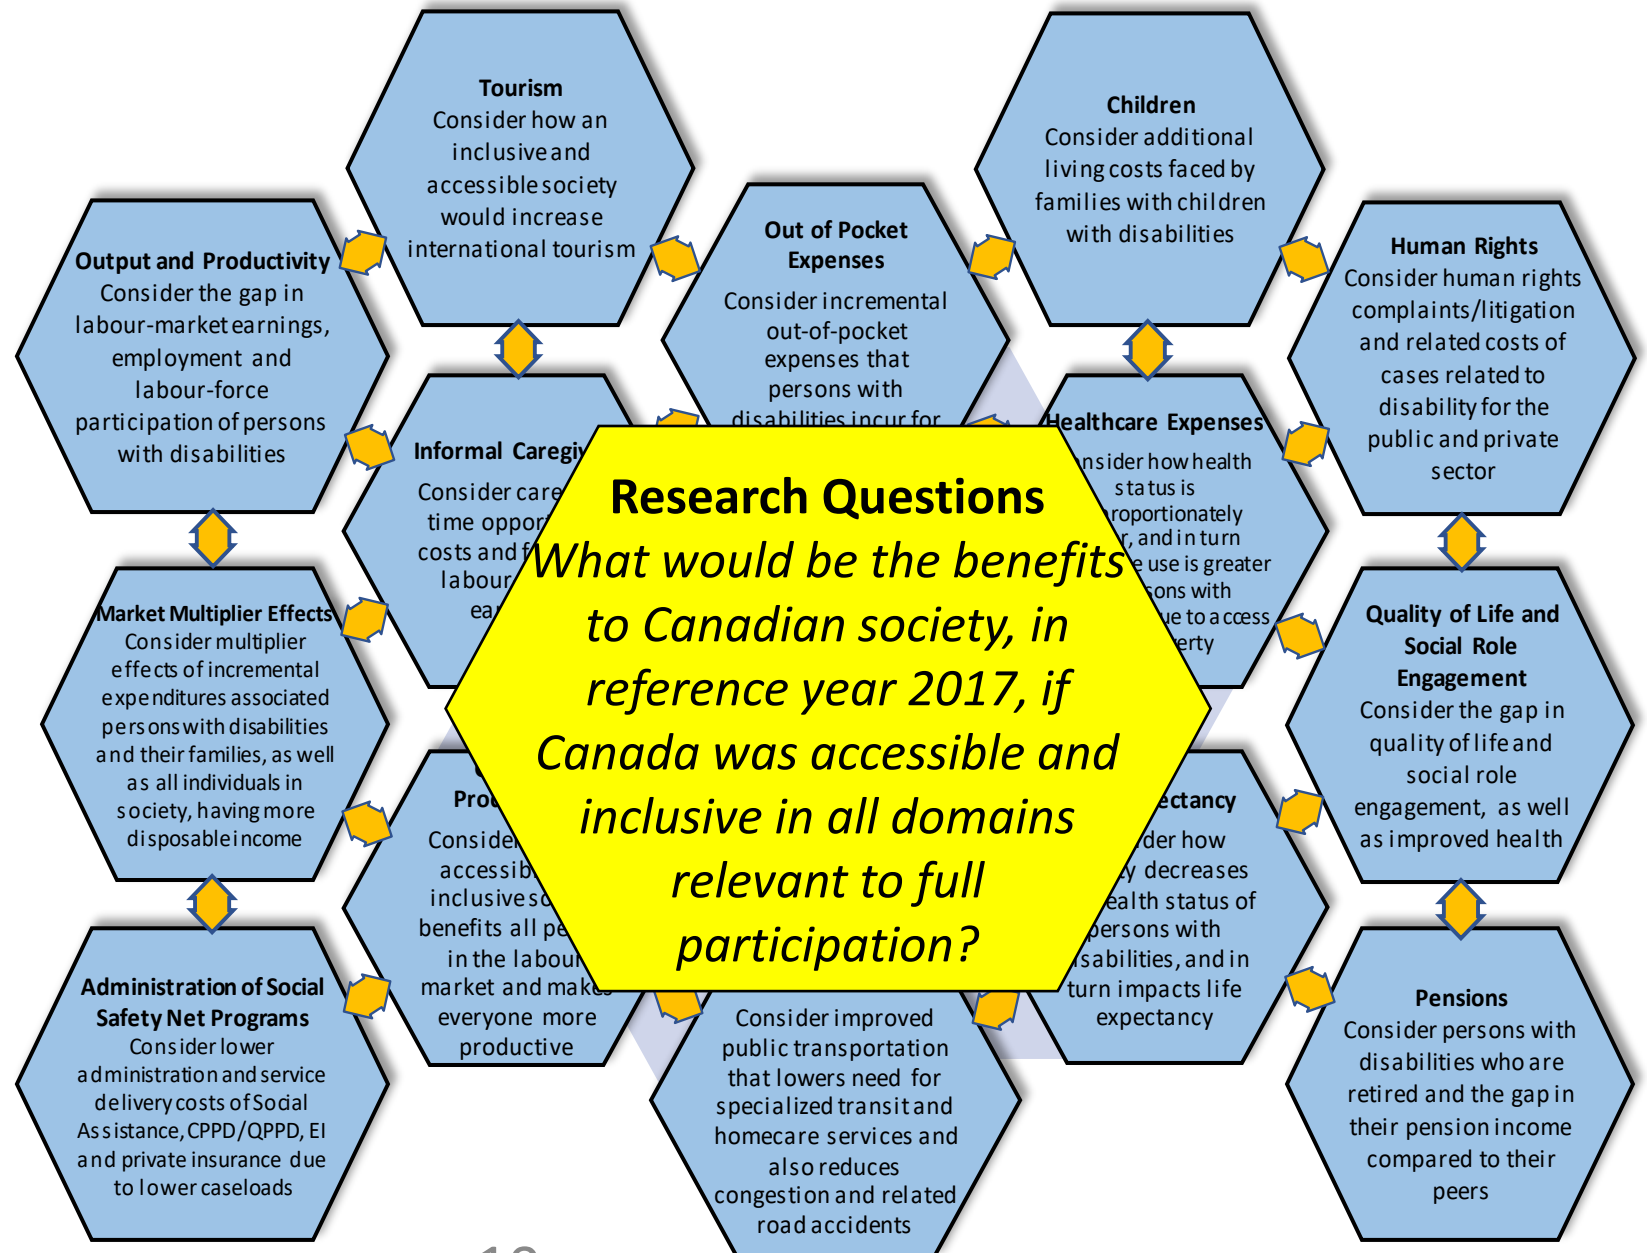 Tourism
Consider how an
inclusive and
accessible society
would increase
international tourism
Children
Consider additional
living costs faced by
families with children
with disabilities
Output and Productivity
Consider the gap in
labour-market earnings,
employment and
labour-force
participation of persons
with disabilities
Out of Pocket
Expenses
Consider incremental
out-of-pocket
expenses that
persons with
disabilities incur for
Human Rights
Consider human rights
complaints/litigation
and related costs of
cases related to
disability for the
public and private
sector
Informal
Consider care
time
costs and
labour
Healthcare Expenses
how health
status is
and in turn
use is greater
with
to access
Research Questions
What would be the benefits
to Canadian society, in
reference year 2017, if
Canada was accessible and
inclusive in all domains
relevant to full
participation?
Market Multiplier Effects
Consider multiplier
effects of incremental
expenditures associated
persons with disabilities
and their families, as well
as all individuals in
society, having more
disposable income
Quality of Life and
Social Role
Engagement
Consider the gap in
quality of life and
social role
engagement, as well
as improved health
Consider
inclusive
benefits all
in the labour
market and makes
everyone more
productive
how
decreases
status of
persons with
and in
turn impacts life
expectancy
Administration of Social
Safety Net Programs
Consider lower
administration and service
delivery costs of Social
Assistance, CPPD/QPPD, EI
and private insurance due
to lower caseloads
Consider improved
public transportation
that lowers need for
specialized transit and
homecare services and
also reduces
congestion and related
road accidents
Pensions
Consider persons with
disabilities who are
retired and the gap in
their pension income
compared to their
peers